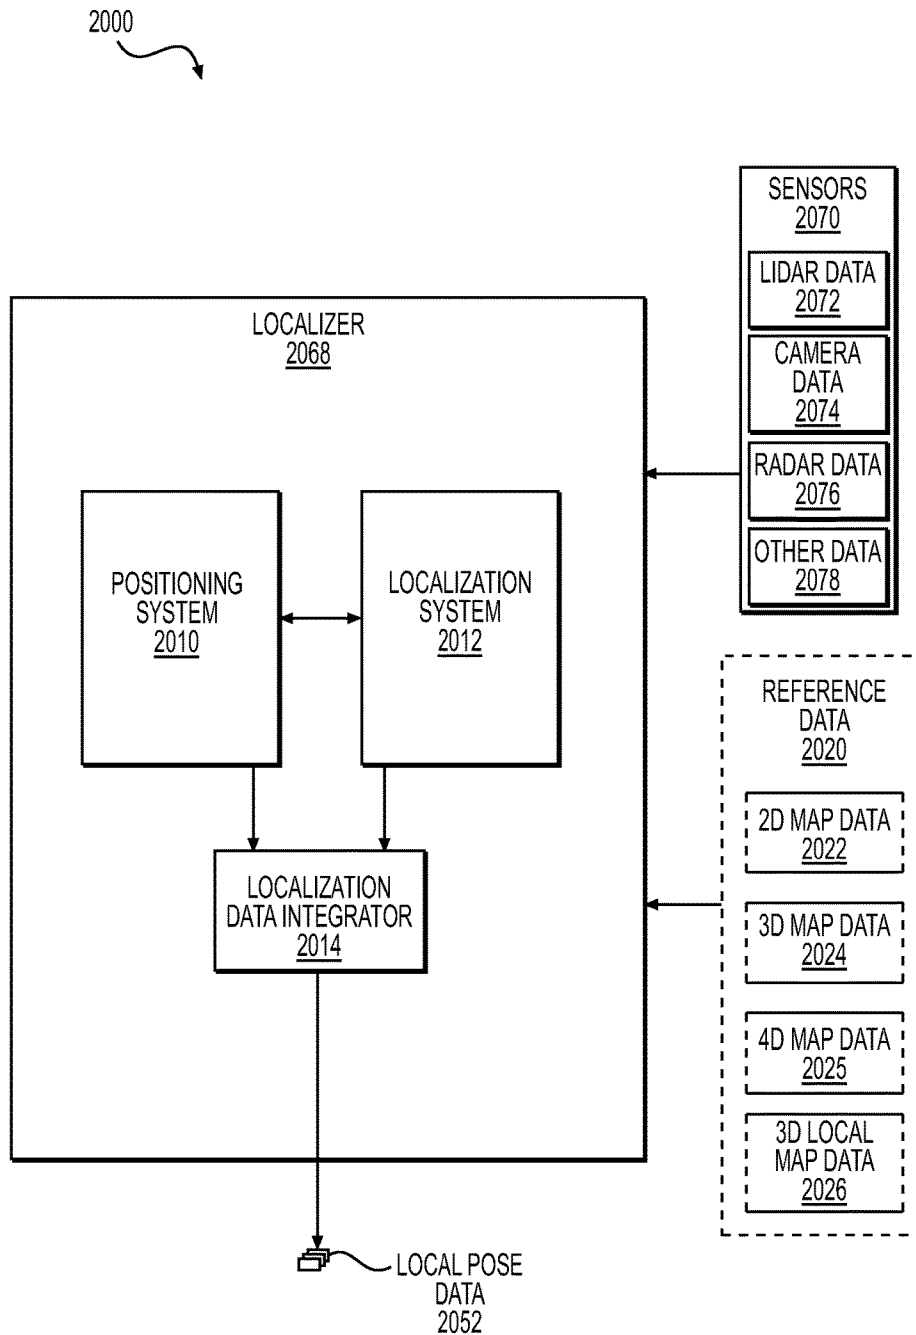 2000
SENSORS
2070
LIDAR DATA
2072
CAMERA
DATA
2074
RADAR DATA
2076
OTHER DATA
2078
LOCALIZER
2068
POSITIONING
SYSTEM
2010
LOCALIZATION
SYSTEM
2012
LOCALIZATION
DATA INTEGRATOR
2014
REFERENCE
DATA
2020
2D MAP DATA
2022
3D MAP DATA
2024
4D MAP DATA
2025
3D LOCAL
MAP DATA
2026
LOCAL POSE
DATA
2052